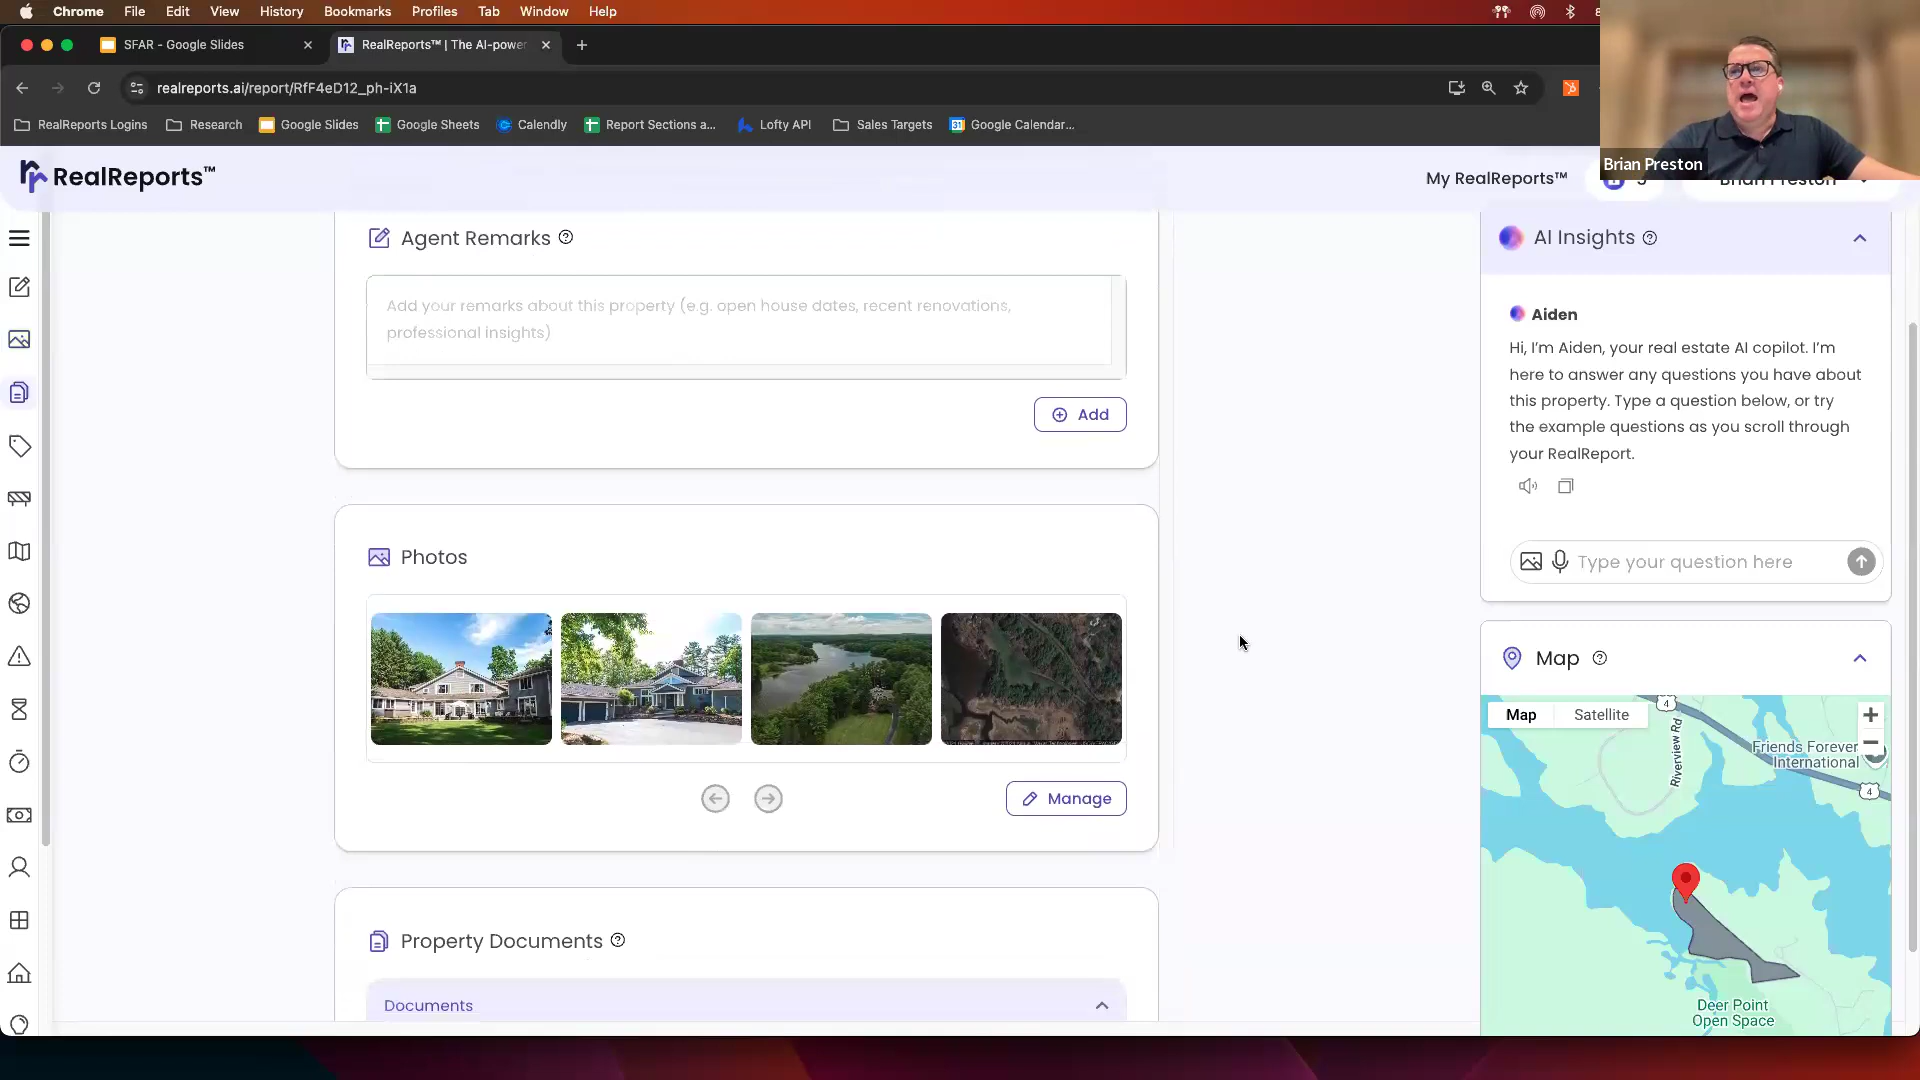 Chrome File Edit View History Bookmarks Profiles Tab Window Help
SFAR - Google Slides
RealReports™ | The AI-power
realreports.ai/report/RfF4eD12_ph-iX1a
RealReports Logins
Research
Google Slides
Google Sheets
Calendly
Report Sections a...
Lofty API
Sales Targets
Google Calendar...
Brian Preston
RealReports™
My RealReports™
Brian Preston
Agent Remarks
Add your remarks about this property (e.g. open house dates, recent renovations,
professional insights)
Add
Photos
Manage
Property Documents
Documents
AI Insights
Aiden
Hi, I'm Aiden, your real estate AI copilot. I'm
here to answer any questions you have about
this property. Type a question below, or try
the example questions as you scroll through
your RealReport.
Type your question here
Map
Map
Satellite
4
Riverview Rd
Friends Forever
International
4
Deer Point
Open Space